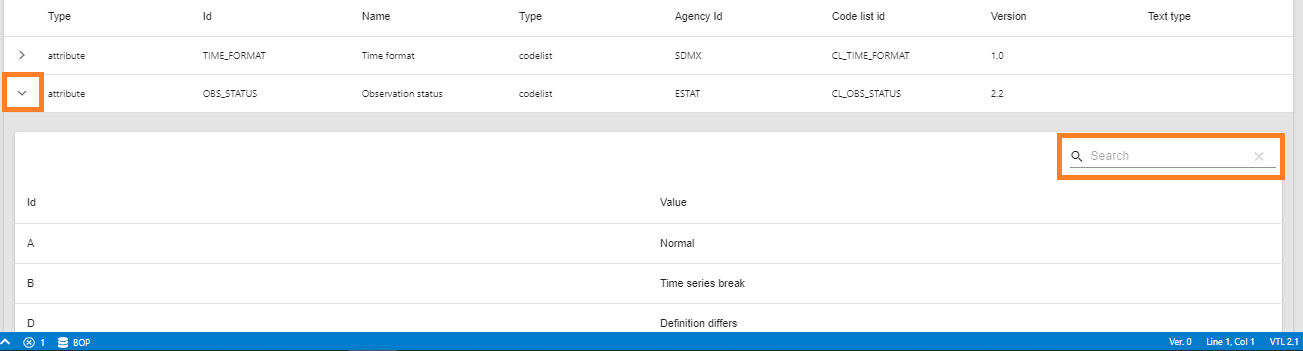 Type Id Name Type Agency Id Code list id Version Text type
attribute TIME_FORMAT Time format codelist SDMX CL_TIME_FORMAT 1.0
attribute OBS_STATUS Observation status codelist ESTAT CL_OBS_STATUS 2.2
Search
Id Value
A Normal
B Time series break
D Definition differs
1 BOP Ver. 0 Line 1, Col 1 VTL 2.1